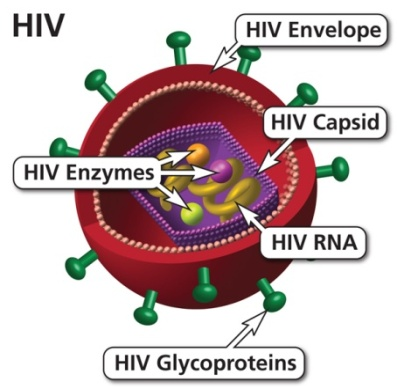 HIV
HIV Envelope
HIV Capsid
HIV Enzymes
HIV RNA
HIV Glycoproteins